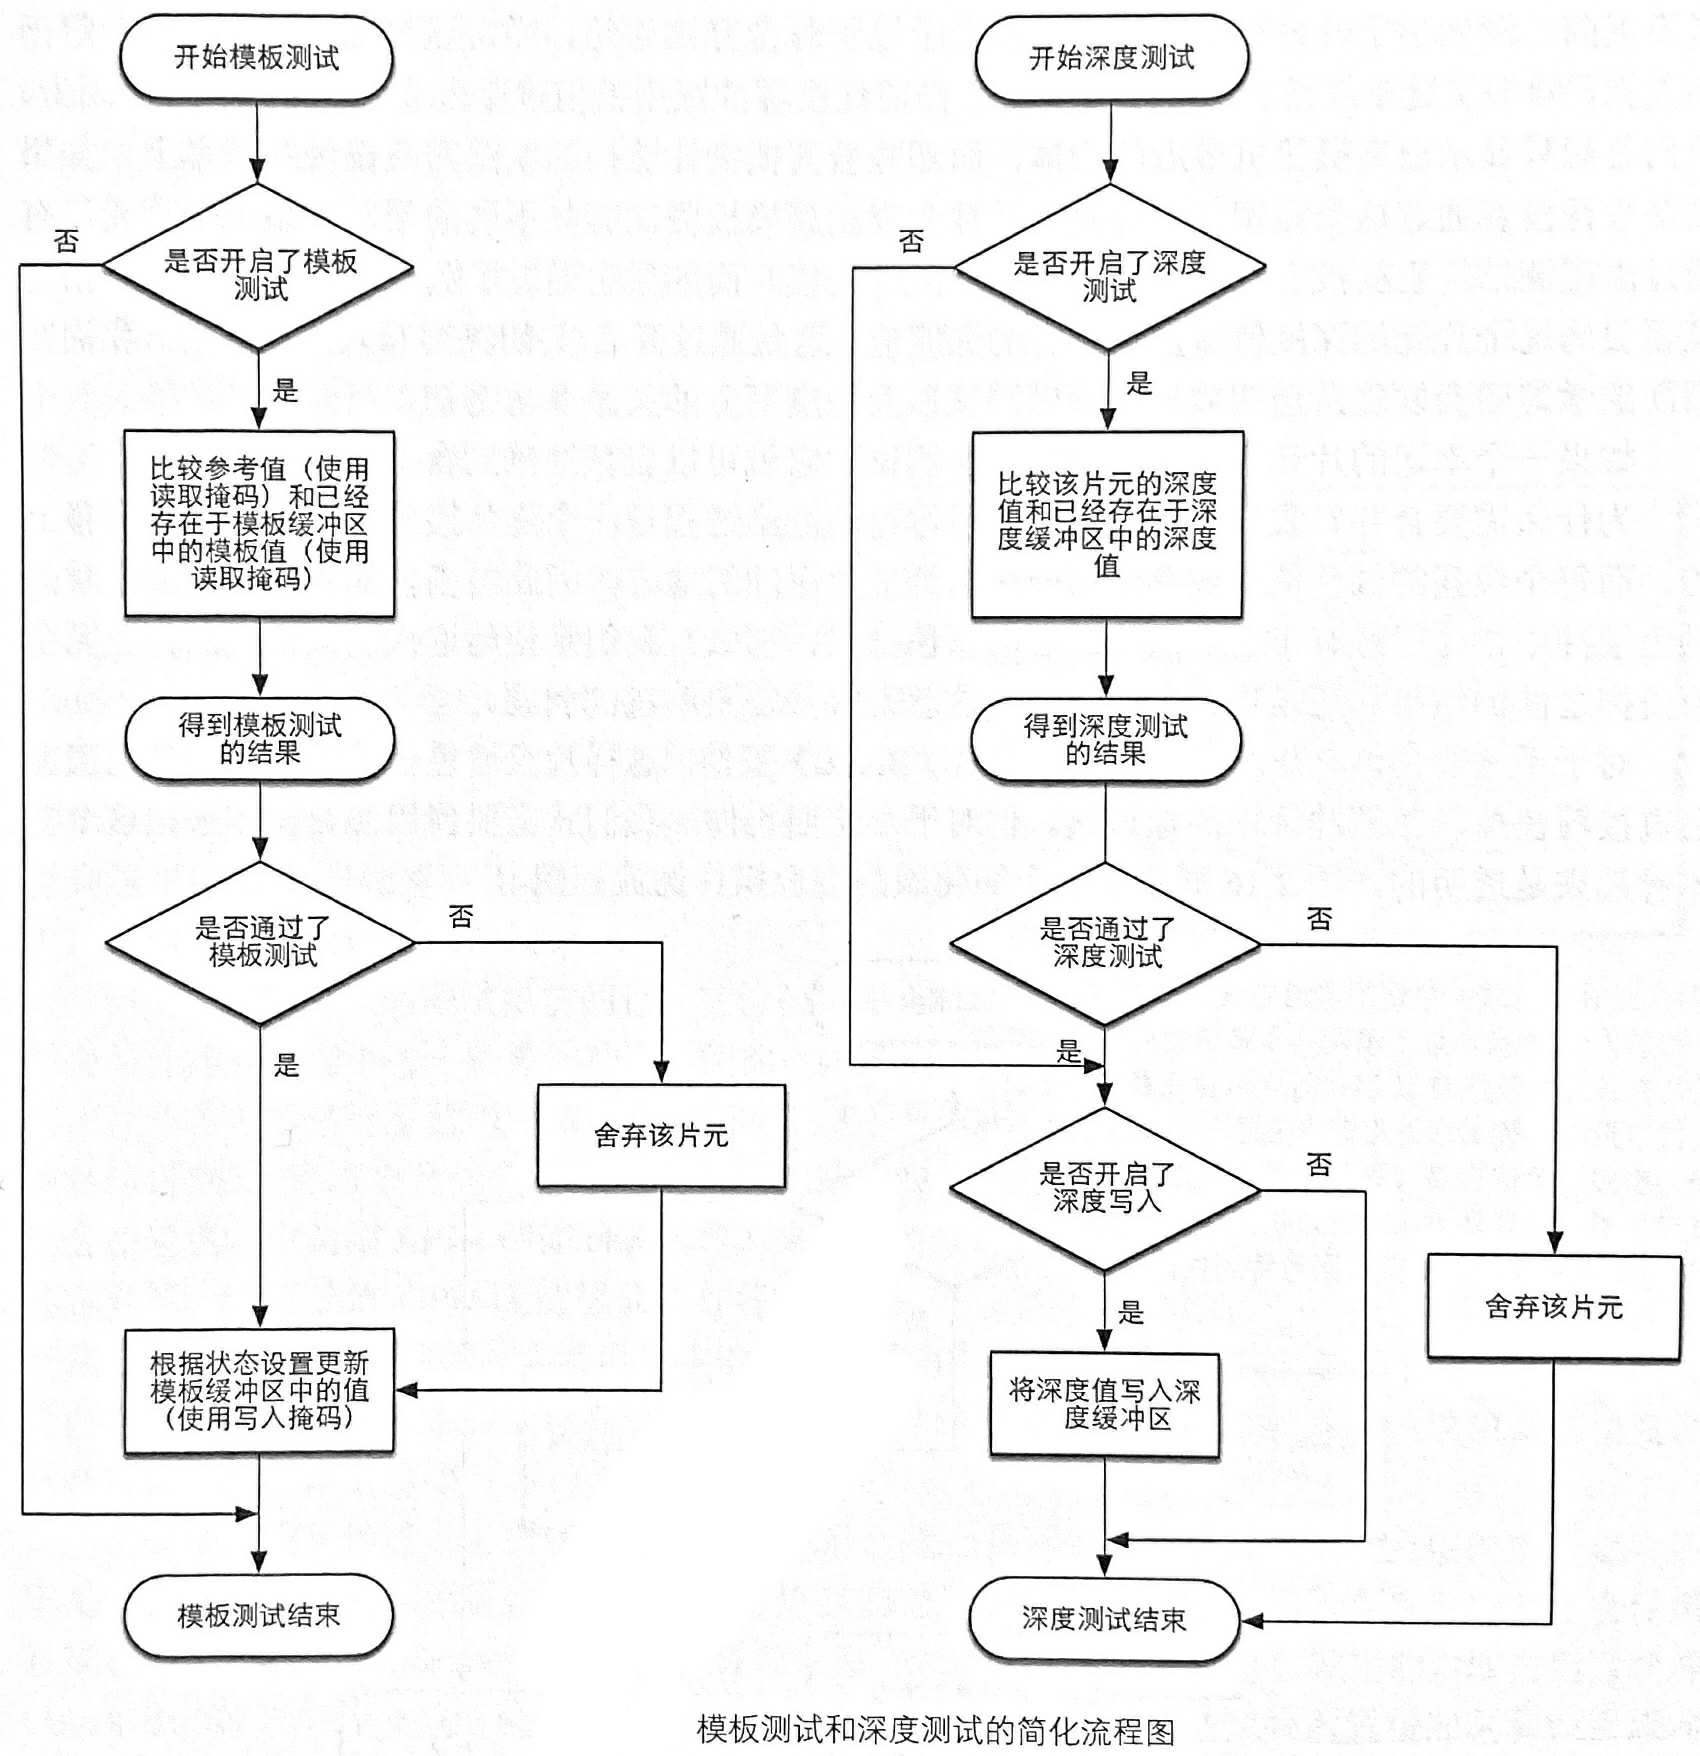 开始模板测试
否
是否开启了模板
测试
是
比较参考值（使用
读取掩码）和已经
存在于模板缓冲区
中的模板值（使用
读取掩码）
得到模板测试
的结果
是否通过了
模板测试
否
是
舍弃该片元
根据状态设置更新
模板缓冲区中的值
（使用写入掩码）
模板测试结束
开始深度测试
否
是否开启了深度
测试
是
比较该片元的深度
值和已经存在于深
度缓冲区中的深度
值
得到深度测试
的结果
是否通过了
深度测试
否
是
是否开启了
深度写入
否
是
将深度值写入深
度缓冲区
舍弃该片元
深度测试结束
模板测试和深度测试的简化流程图